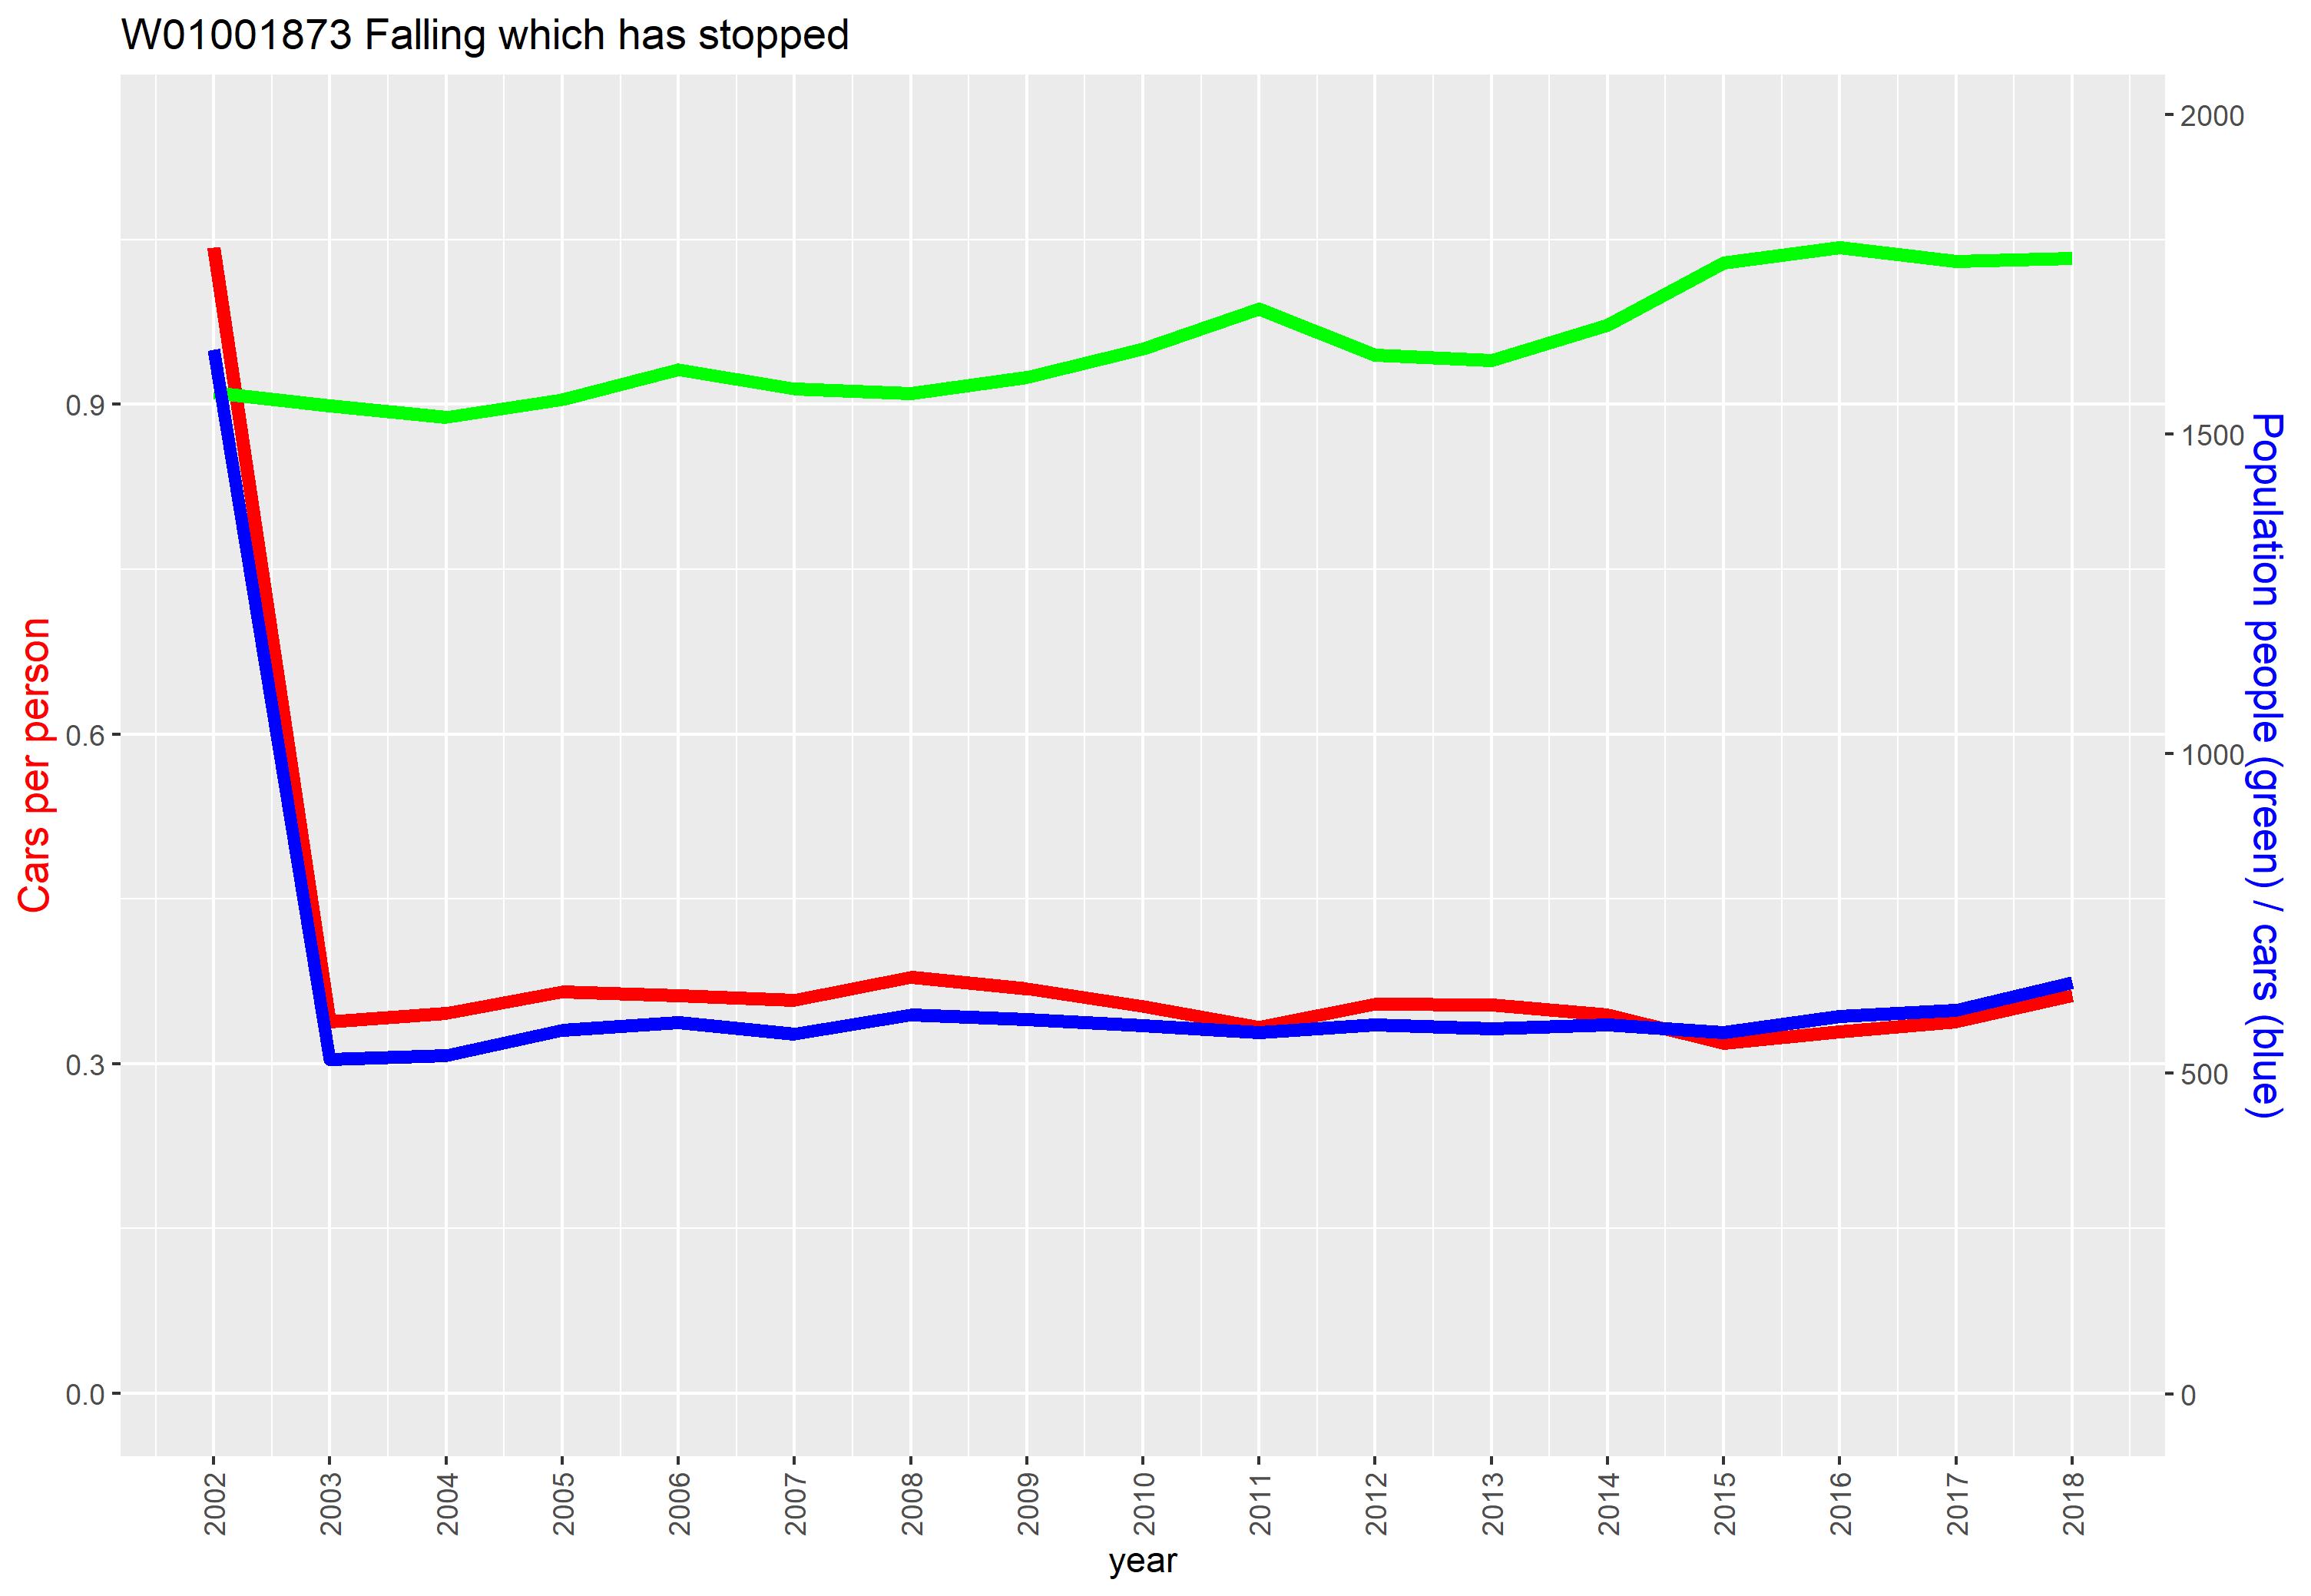 W01001873 Falling which has stopped
Cars per person
0.9
0.6
0.3
0.0
2000
1500
1000
500
0
Population people (green) / cars (blue)
2002 2003 2004 2005 2006 2007 2008 2009 2010 2011 2012 2013 2014 2015 2016 2017 2018
year